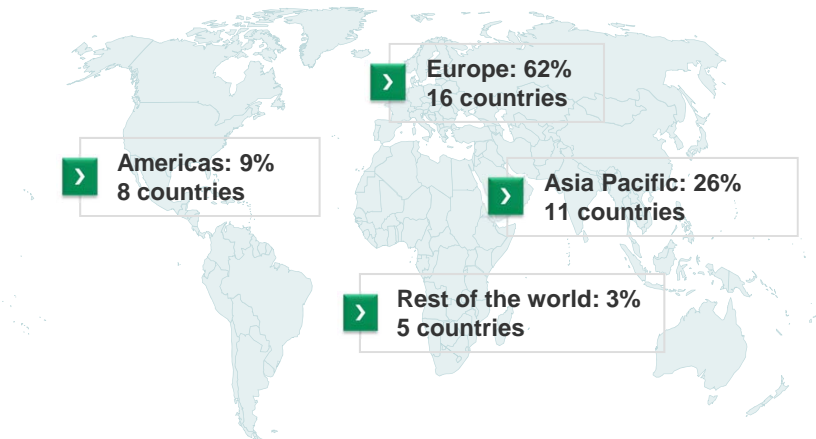 Europe: 62%
16 countries
Americas: 9%
8 countries
Asia Pacific: 26%
11 countries
Rest of the world: 3%
5 countries